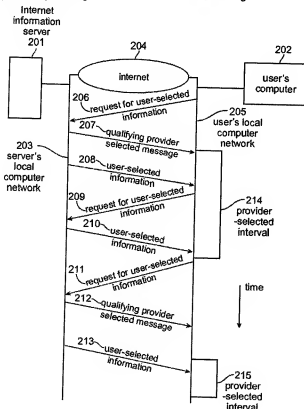 Internet
information
server
201
204
202
internet
user's
computer
206
request for user-selected
information
205
user's local
computer
network
207
qualifying provider
selected message
203
server's
local
computer
network
208
user-selected
information
209
request for user-selected
information
214
provider
-selected
interval
210
user-selected
information
211
request for user-selected
information
time
212
qualifying provider
selected message
213
user-selected
information
215
provider
-selected
interval